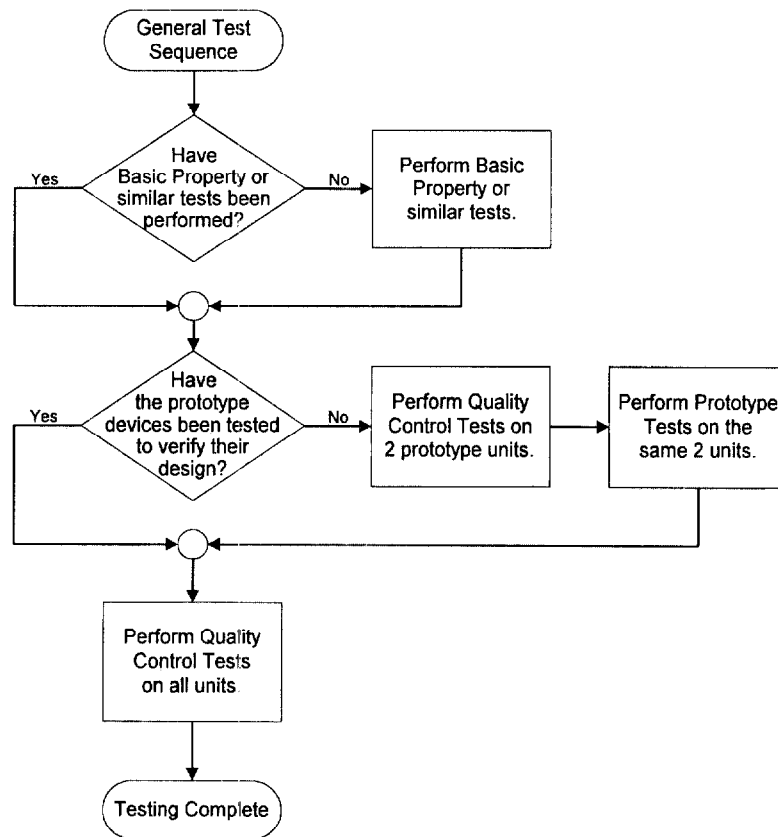 General Test
Sequence
Have
Basic Property or
similar tests been
performed?
Yes
No
Perform Basic
Property or
similar tests.
Have
the prototype
devices been tested
to verify their
design?
Yes
No
Perform Quality
Control Tests on
2 prototype units.
Perform Prototype
Tests on the
same 2 units.
Perform Quality
Control Tests
on all units.
Testing Complete